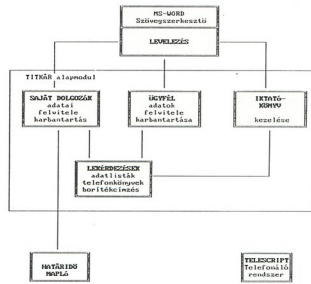 MS-WORD
Szövegszerkesztő
LEVELEZÉS
TITKÁR alapmodul
SAJÁT DOLGOZÓK
adatai
felvitele
karbantartás
ÜGYFÉL
adatok
felvitele
karbantartása
IKTATÓ-
KÖNYV
kezelése
LEKÉRDEZÉSEK
adatlisták
telefonkönyvek
borítékcímzés
HATÁRIDŐ
NAPLÓ
TELESCRIPT
Telefonáló
rendszer